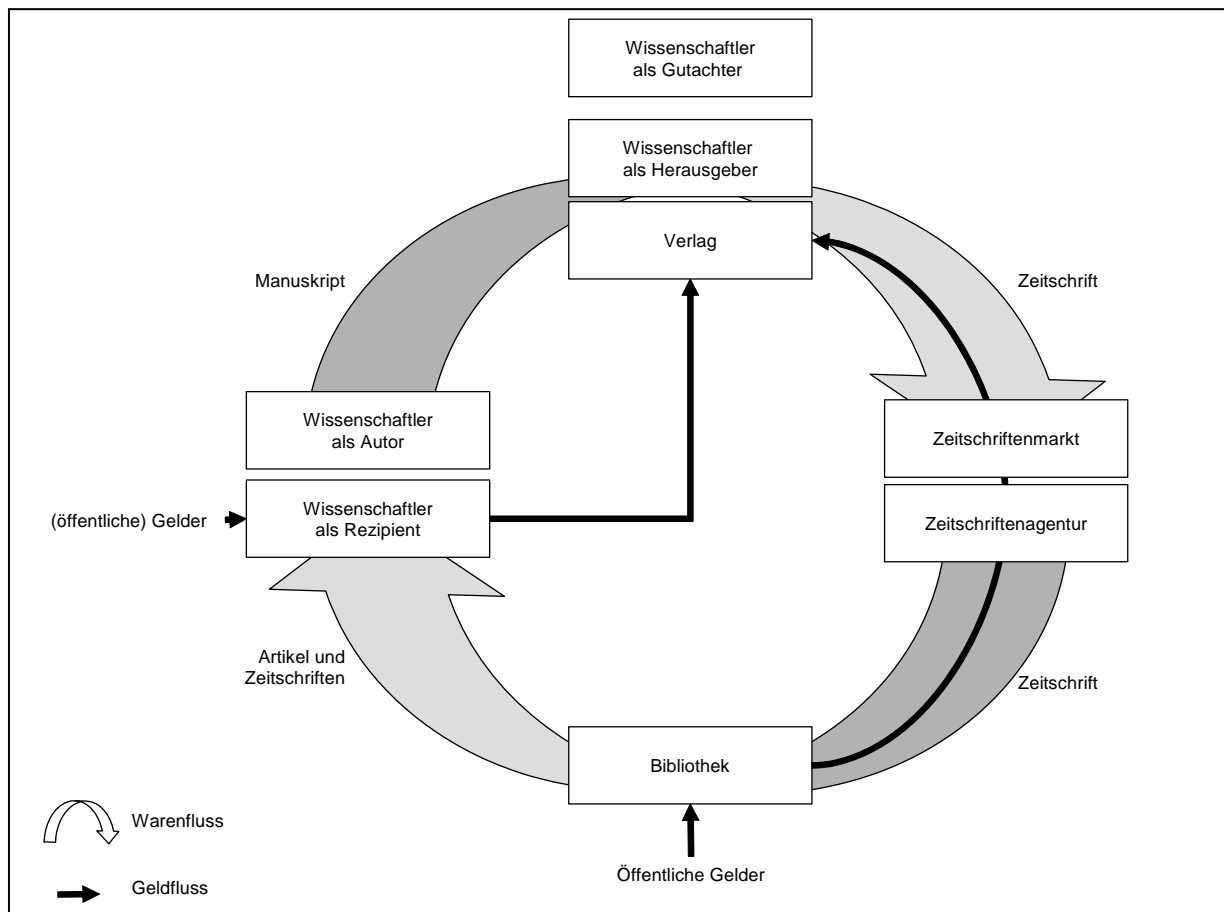 Wissenschaftler
als Gutachter
Wissenschaftler
als Herausgeber
Verlag
Manuskript
Zeitschrift
Wissenschaftler
als Autor
Zeitschriftenmarkt
(öffentliche) Gelder
Wissenschaftler
als Rezipient
Zeitschriftenagentur
Artikel und
Zeitschriften
Zeitschrift
Bibliothek
Warenfluss
Öffentliche Gelder
Geldfluss